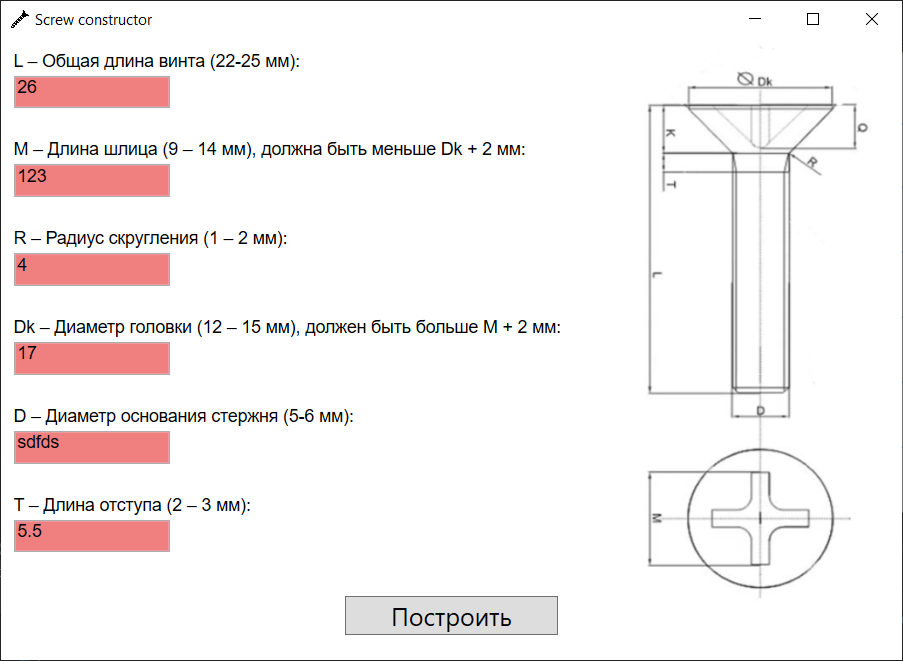 Screw constructor
L – Общая длина винта (22-25 мм):
26
M – Длина шлица (9 – 14 мм), должна быть меньше Dk + 2 мм:
123
R – Радиус скругления (1 – 2 мм):
4
Dk – Диаметр головки (12 – 15 мм), должен быть больше M + 2 мм:
17
D – Диаметр основания стержня (5-6 мм):
sdfds
T – Длина отступа (2 – 3 мм):
5.5
Построить
∅ Dk
K
Q
R
T
L
D
M